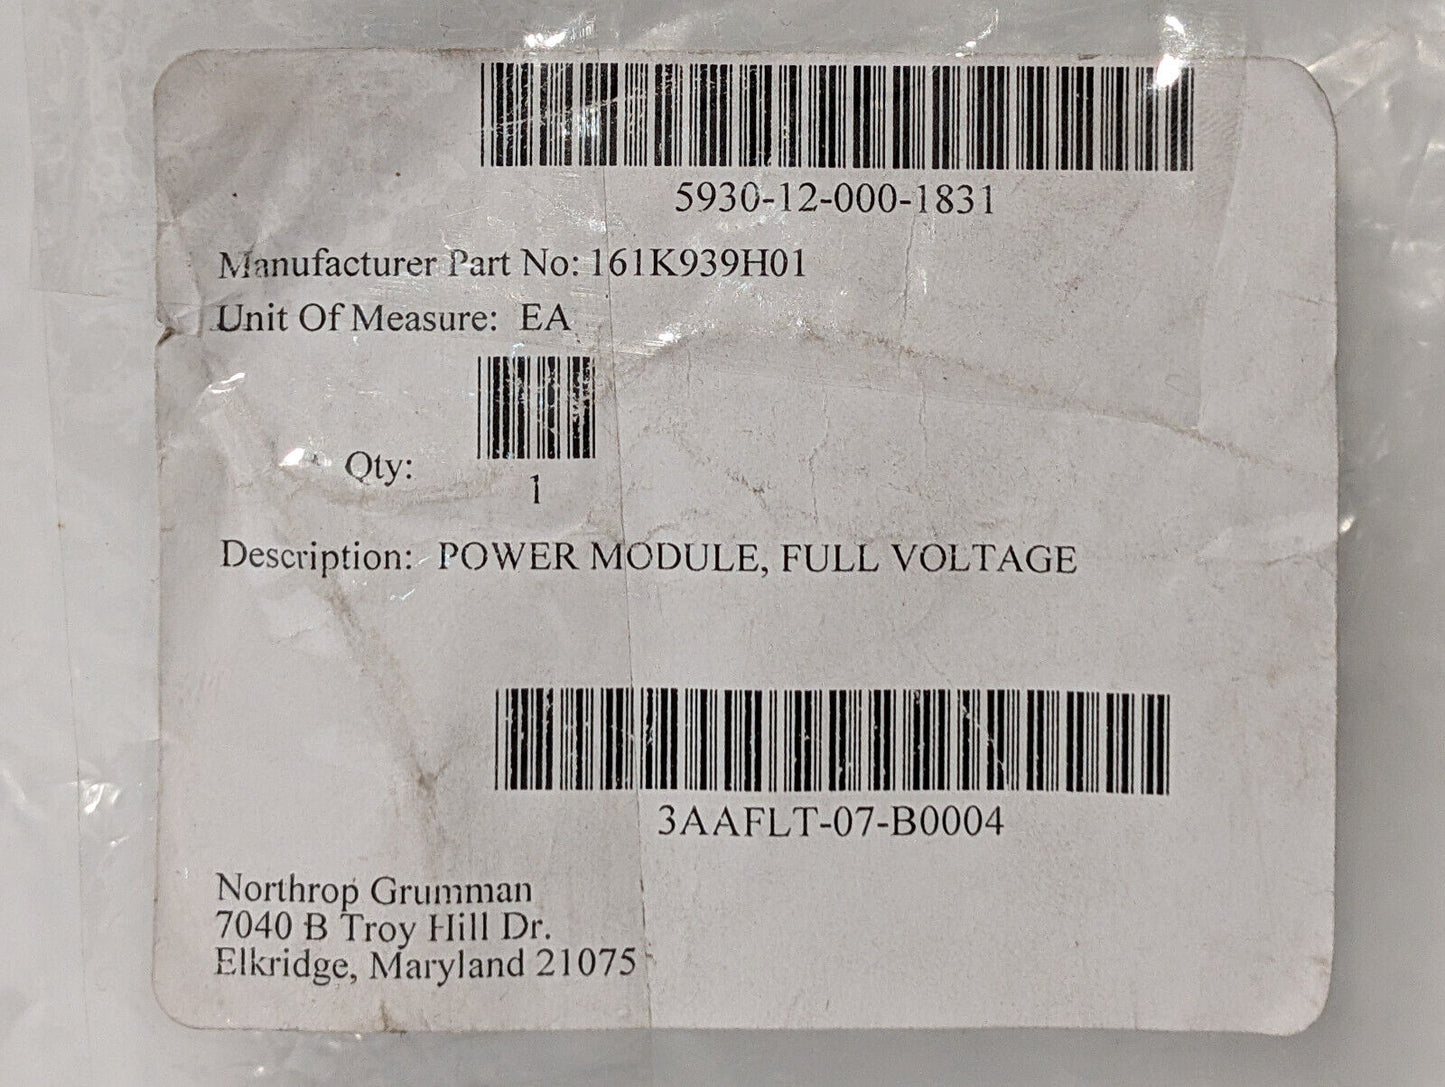 5930-12-000-1831
Manufacturer Part No: 161K939H01
Unit Of Measure: EA
Qty:
1
Description: POWER MODULE, FULL VOLTAGE
3AAFLT-07-B0004
Northrop Grumman
7040 B Troy Hill Dr.
Elkridge, Maryland 21075